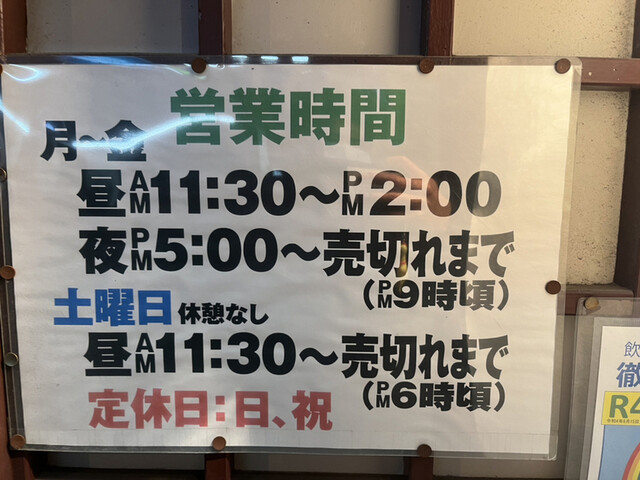 営業時間
月~金
昼AM11:30~PM2:00
夜PM5:00~売切れまで
(PM9時頃)
土曜日 休憩なし
昼AM11:30~売切れまで
(PM6時頃)
定休日:日、祝
飲
徹
R4